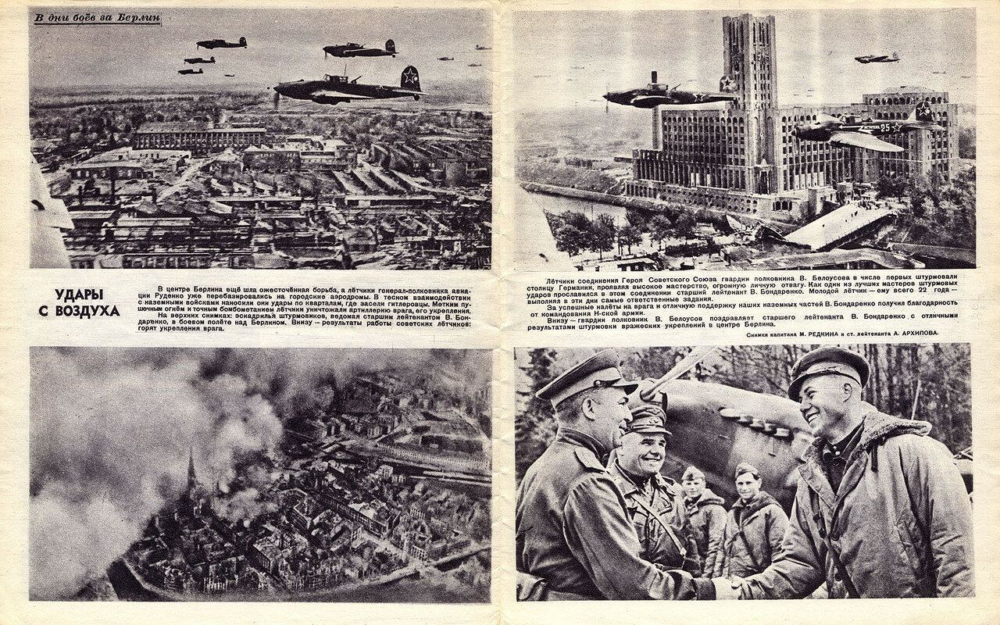 В дни боёв за Берлин
УДАРЫ
С ВОЗДУХА
В центре Берлина ещё шла ожесточённая борьба, а лётчики генерал-полковника авиа-
ции Руденко уже перебазировались на городские аэродромы. В тесном взаимодействии
с наземными войсками наносили они удары по кварталам, где засели гитлеровцы. Метким пу-
шечным огнём и точным бомбометанием лётчики уничтожали артиллерию врага, его укрепления.
На верхних снимках: эскадрилья штурмовиков, ведомая старшим лейтенантом В. Бон-
даренко, в боевом полёте над Берлином. Внизу — результаты работы советских лётчиков:
горят укрепления врага.
25
Лётчики соединения Героя Советского Союза гвардии полковника В. Белоусова в числе первых штурмовали
столицу Германии, проявляя высокое мастерство, огромную личную отвагу. Как один из лучших мастеров штурмовых
ударов прославился в этом соединении старший лейтенант В. Бондаренко. Молодой лётчик — ему всего 22 года —
выполнял в эти дни самые ответственные задания.
За успешные налёты на врага и отличную поддержку наших наземных частей В. Бондаренко получил благодарность
от командования Н-ской армии.
Внизу — гвардии полковник В. Белоусов поздравляет старшего лейтенанта В. Бондаренко с отличными
результатами штурмовки вражеских укреплений в центре Берлина.
Снимки капитана М. РЕДКИНА и ст. лейтенанта А. АРХИПОВА.